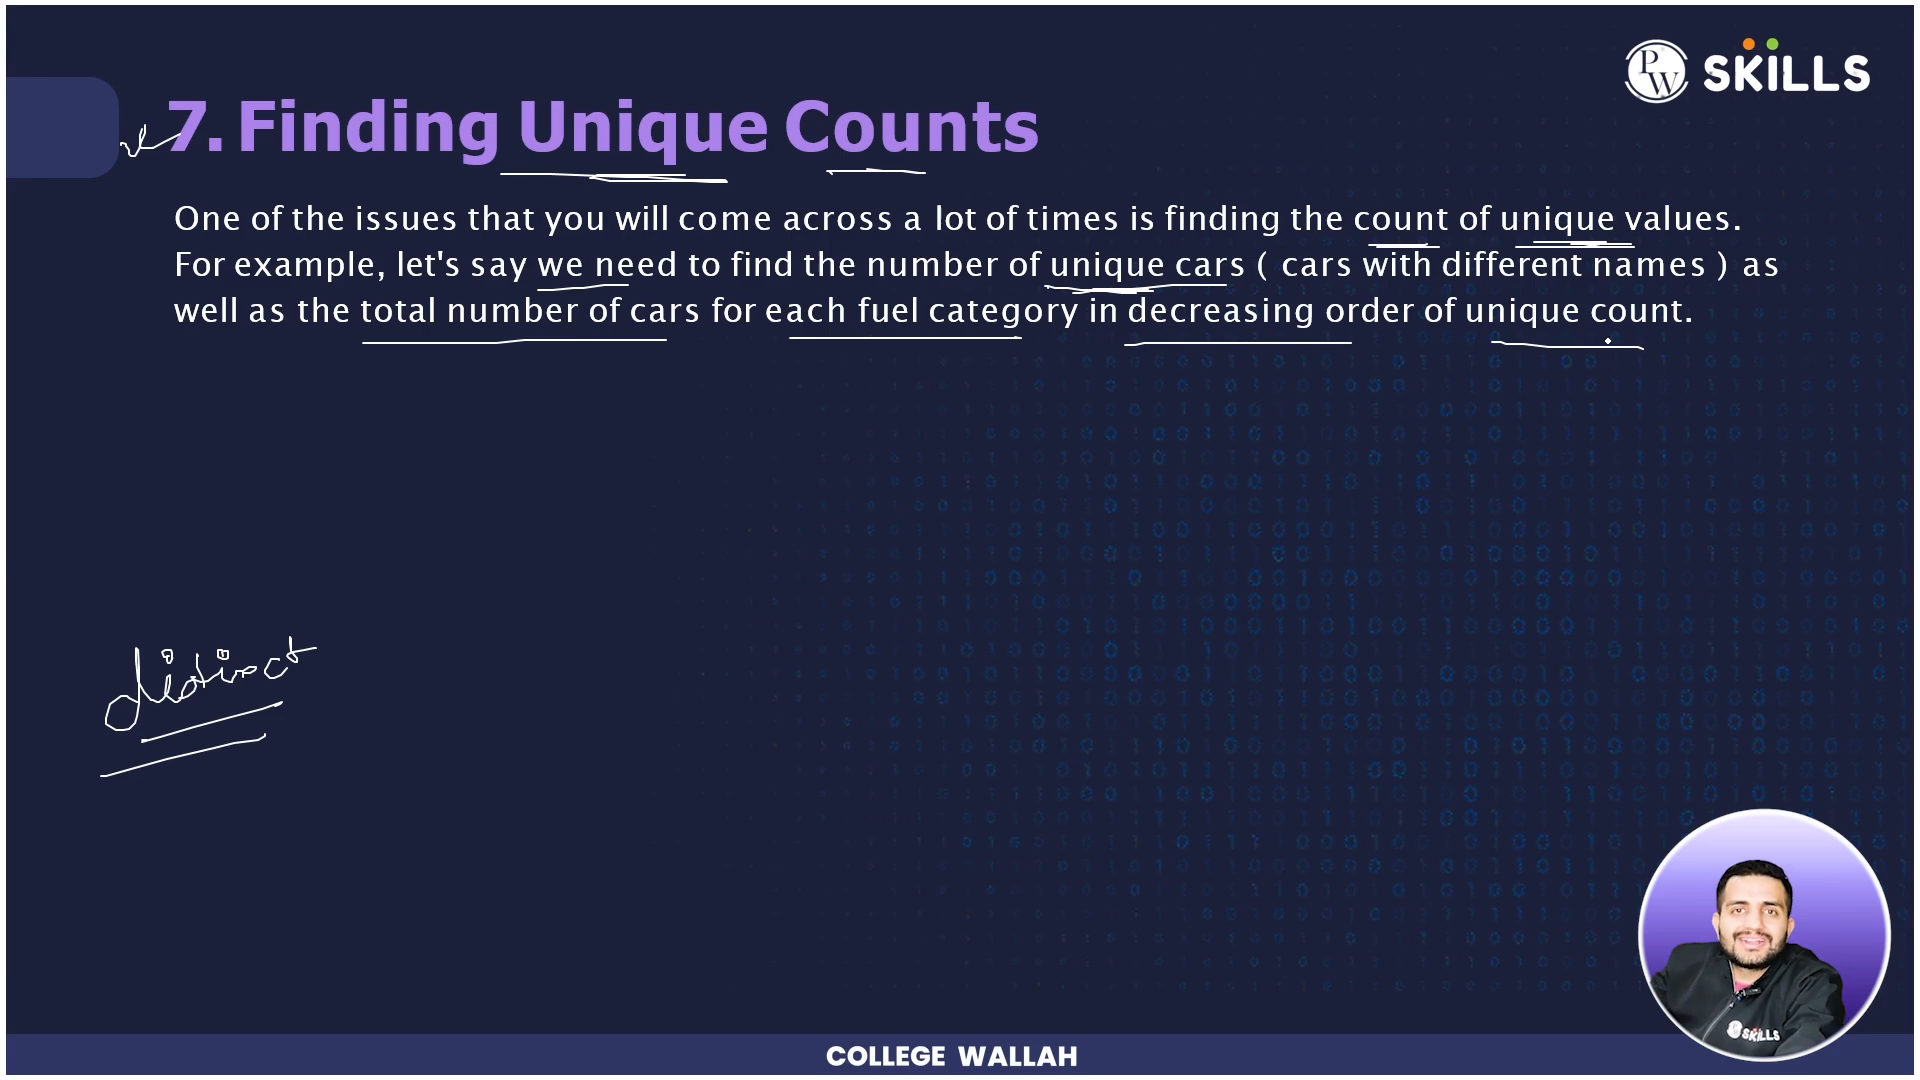 PW SKILLS
7. Finding Unique Counts
One of the issues that you will come across a lot of times is finding the count of unique values.
For example, let's say we need to find the number of unique cars ( cars with different names ) as
well as the total number of cars for each fuel category in decreasing order of unique count.
distinct
SKILLS
COLLEGE WALLAH